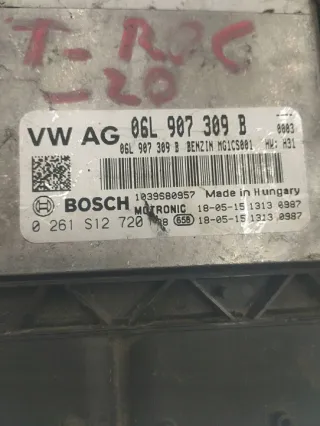 T-ROC
-20
VW AG 06L 907 309 B 0003
06L 907 309 B BENZIN MG1CS001 HW: H31
1039S80957 Made in Hungary
BOSCH MOTRONIC 18-05-15 1313 0987
0 261 S12 720 658 18-05-15 1313 0987